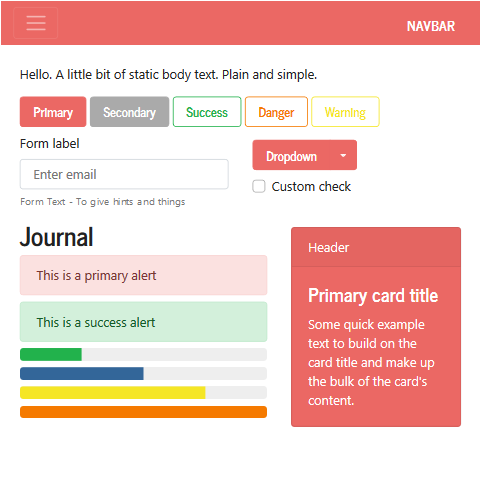 NAVBAR
Hello. A little bit of static body text. Plain and simple.
Primary Secondary Success Danger Warning
Form label
Enter email
Form Text - To give hints and things
Dropdown
Custom check
Journal
This is a primary alert
This is a success alert
Header
Primary card title
Some quick example
text to build on the
card title and make up
the bulk of the card's
content.